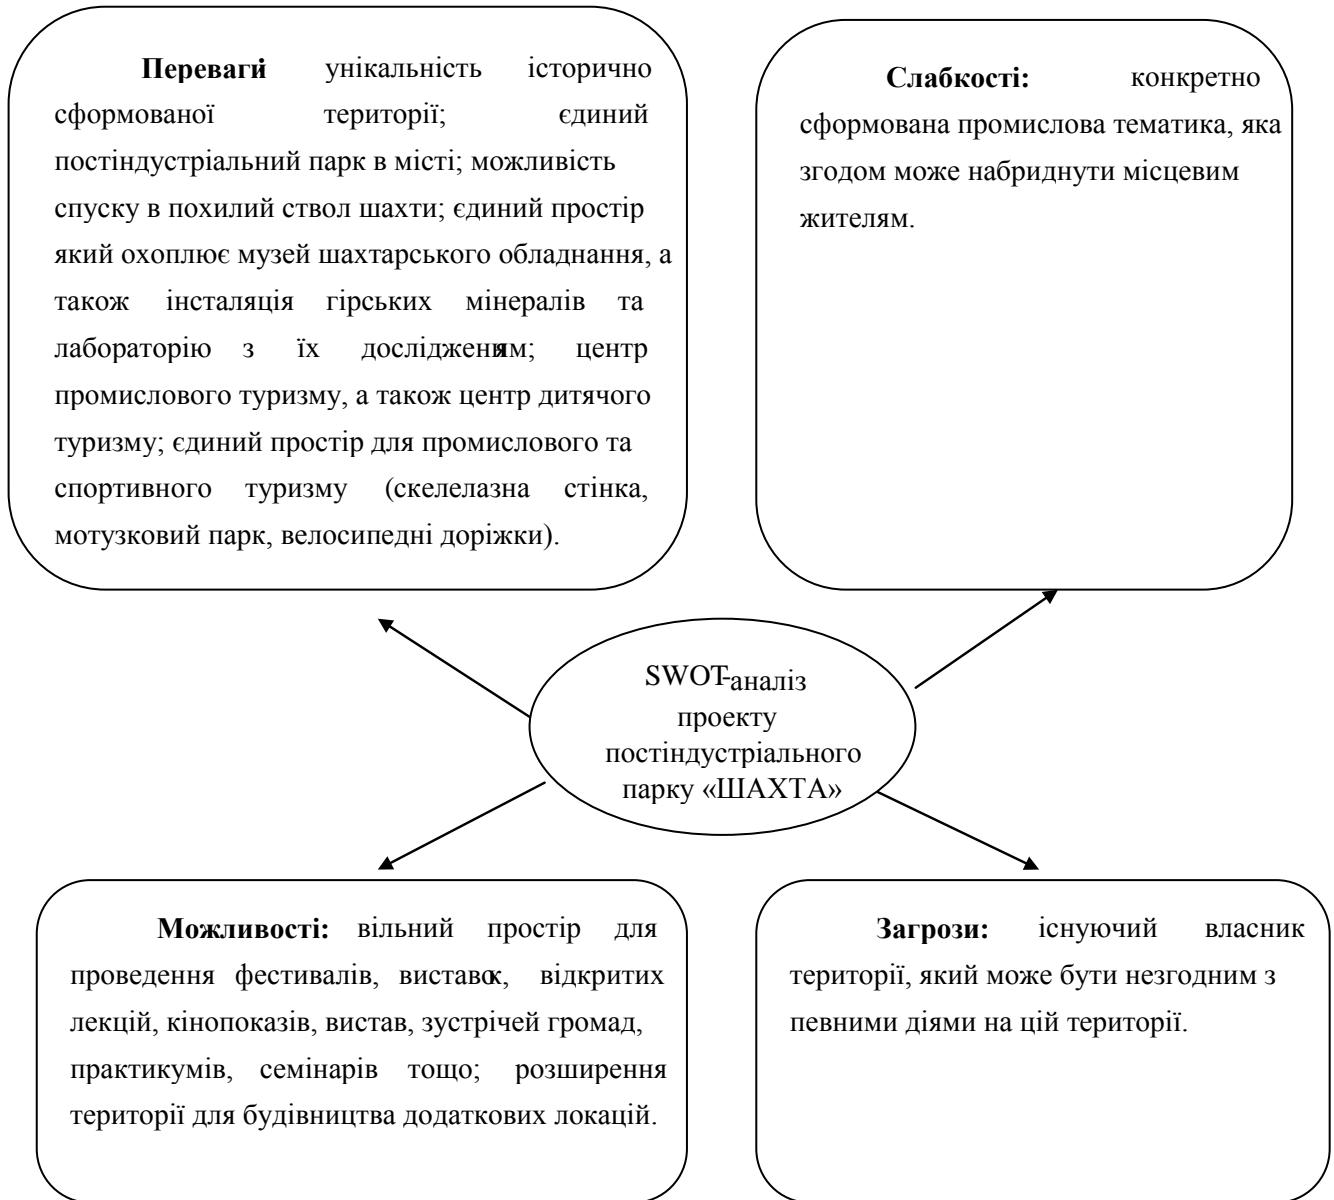 Переваги унікальність історично
сформованої території; єдиний
постіндустріальний парк в місті; можливість
спуску в похилий ствол шахти; єдиний простір
який охоплює музей шахтарського обладнання, а
також інсталяція гірських мінералів та
лабораторію з їх дослідженням; центр
промислового туризму, а також центр дитячого
туризму; єдиний простір для промислового та
спортивного туризму (скелелазна стінка,
мотузковий парк, велосипедні доріжки).
Слабкості: конкретно
сформована промислова тематика, яка
згодом може набриднути місцевим
жителям.
SWOT-аналіз
проекту
постіндустріального
парку «ШАХТА»
Можливості: вільний простір для
проведення фестивалів, виставок, відкритих
лекцій, кінопоказів, вистав, зустрічей громад,
практикумів, семінарів тощо; розширення
території для будівництва додаткових локацій.
Загрози: існуючий власник
території, який може бути незгодним з
певними діями на цій території.